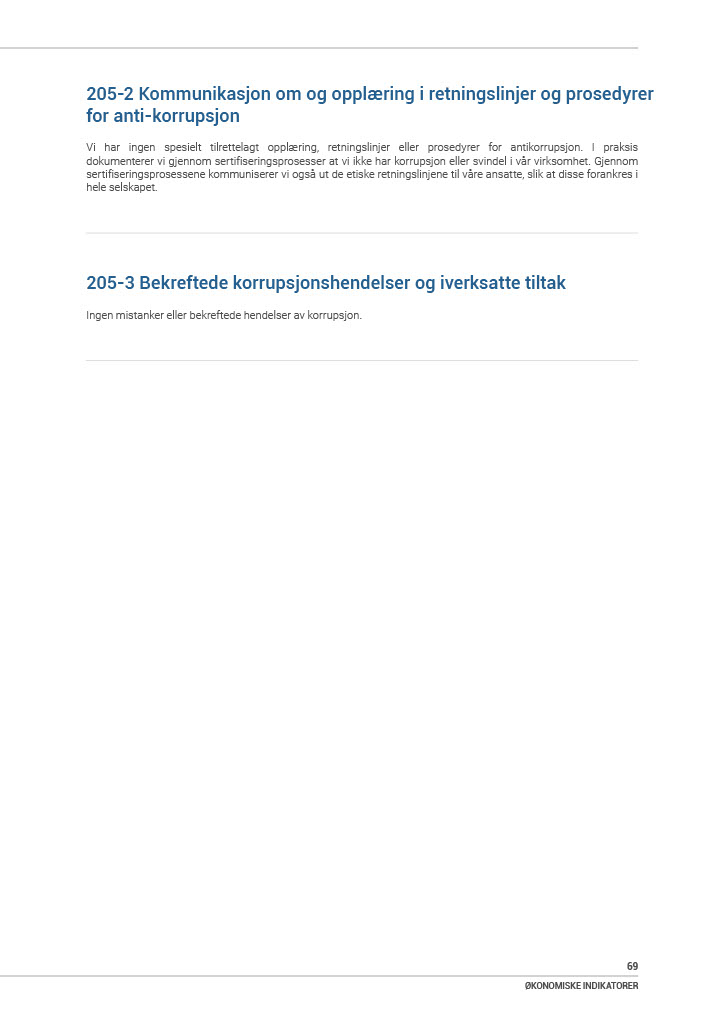 205-2 Kommunikasjon om og opplæring i retningslinjer og prosedyrer
for anti-korrupsjon
Vi har ingen spesielt tilrettelagt opplæring, retningslinjer eller prosedyrer for antikorrupsjon. I praksis
dokumenterer vi gjennom sertifiseringsprosesser at vi ikke har korrupsjon eller svindel i vår virksomhet. Gjennom
sertifiseringsprosessene kommuniserer vi også ut de etiske retningslinjene til våre ansatte, slik at disse forankres i
hele selskapet.
205-3 Bekreftede korrupsjonshendelser og iverksatte tiltak
Ingen mistanker eller bekreftede hendelser av korrupsjon.
69
ØKONOMISKE INDIKATORER